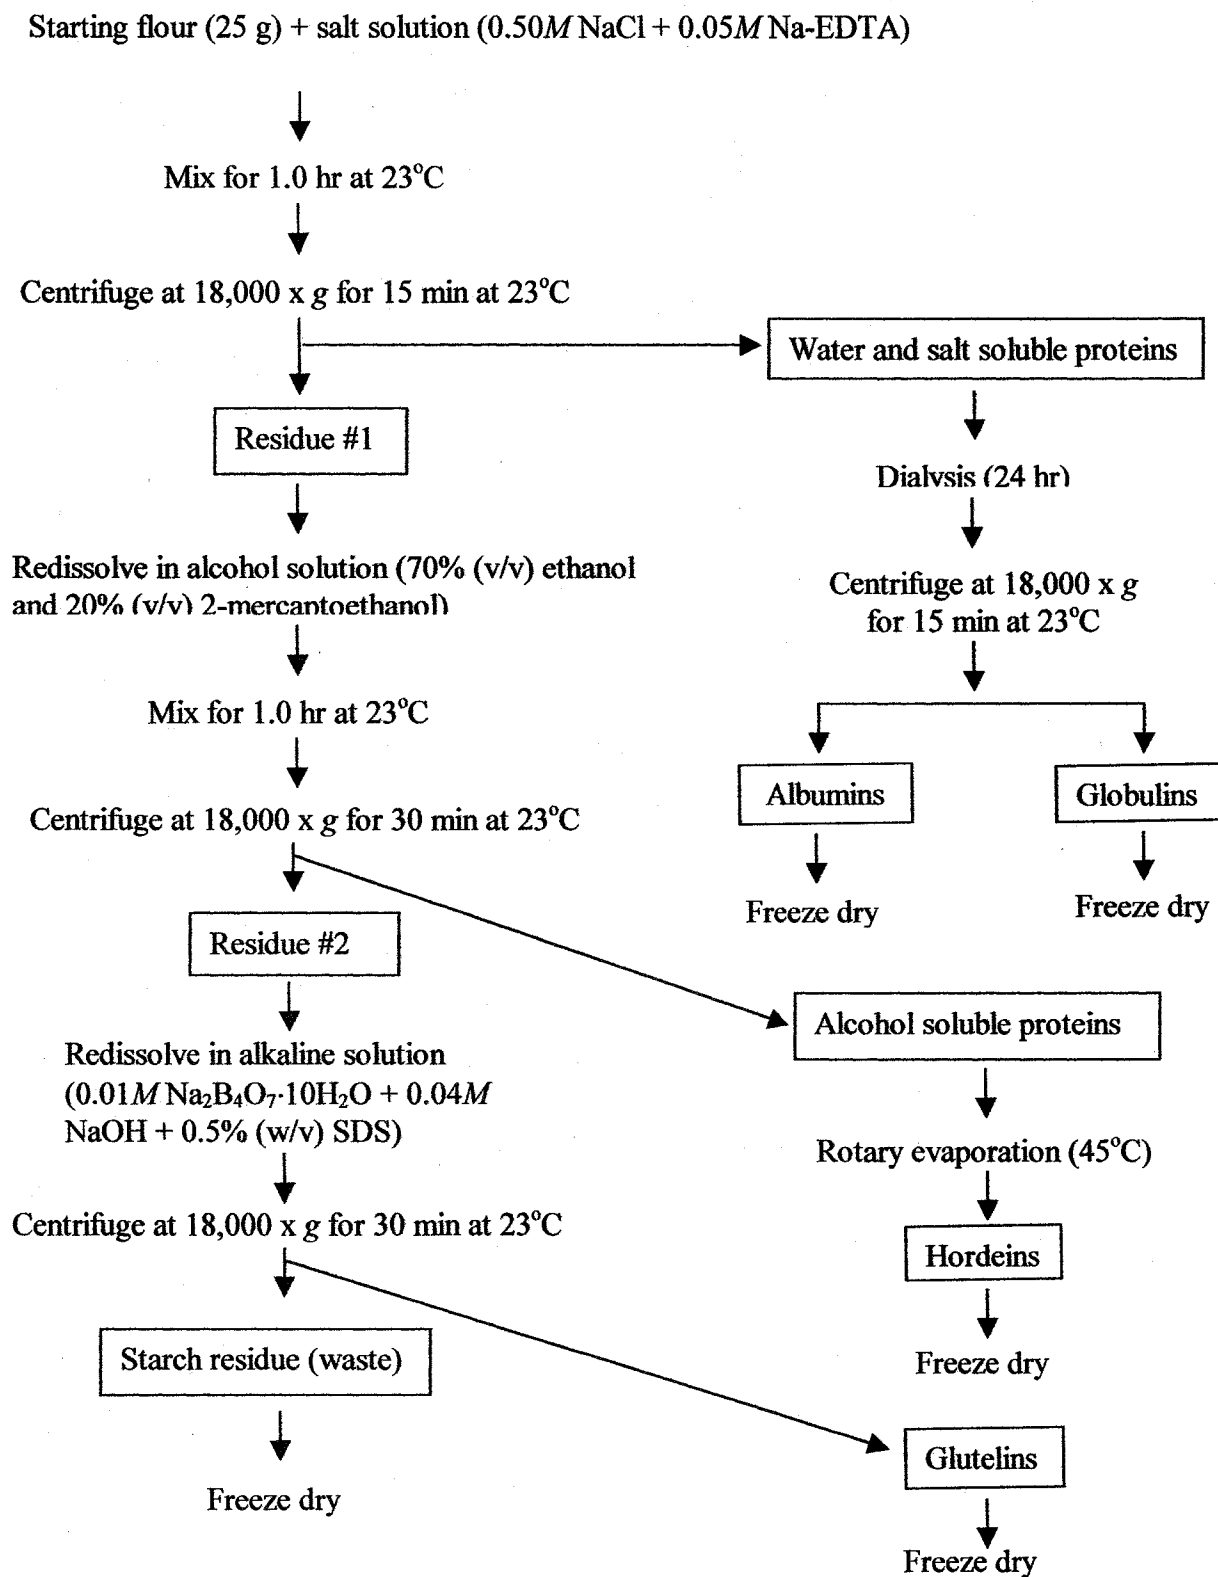 Starting flour (25 g) + salt solution (0.50M NaCl + 0.05M Na-EDTA)
Mix for 1.0 hr at 23°C
Centrifuge at 18,000 x g for 15 min at 23°C
Water and salt soluble proteins
Residue #1
Dialysis (24 hr)
Redissolve in alcohol solution (70% (v/v) ethanol
and 20% (v/v) 2-mercaptoethanol)
Centrifuge at 18,000 x g
for 15 min at 23°C
Mix for 1.0 hr at 23°C
Albumins
Globulins
Centrifuge at 18,000 x g for 30 min at 23°C
Freeze dry
Freeze dry
Residue #2
Alcohol soluble proteins
Redissolve in alkaline solution
(0.01M Na₂B₄O₇·10H₂O + 0.04M
NaOH + 0.5% (w/v) SDS)
Rotary evaporation (45°C)
Centrifuge at 18,000 x g for 30 min at 23°C
Hordeins
Starch residue (waste)
Freeze dry
Glutelins
Freeze dry
Freeze dry